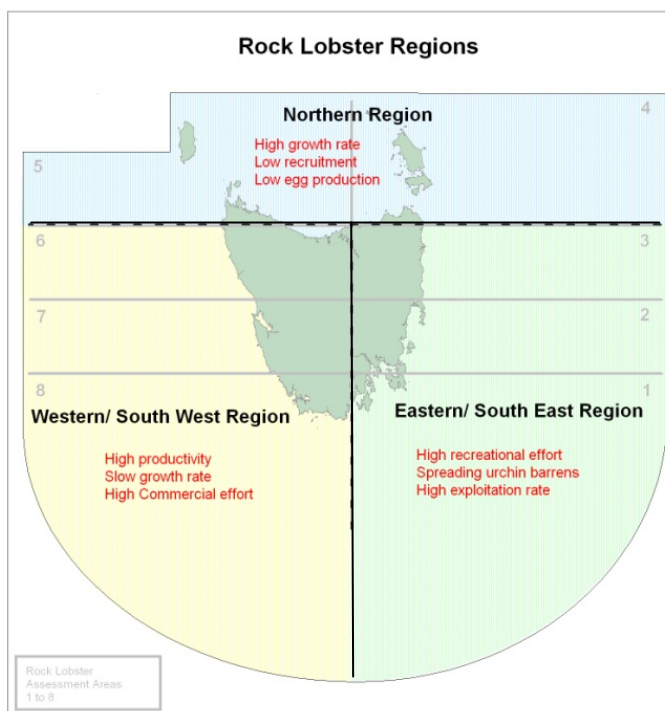 Rock Lobster Regions
4
Northern Region
High growth rate
Low recruitment
Low egg production
5
6
3
7
2
8
1
Western/ South West Region
Eastern/ South East Region
High productivity
Slow growth rate
High Commercial effort
High recreational effort
Spreading urchin barrens
High exploitation rate
Rock Lobster
Assessment Areas
1 to 8